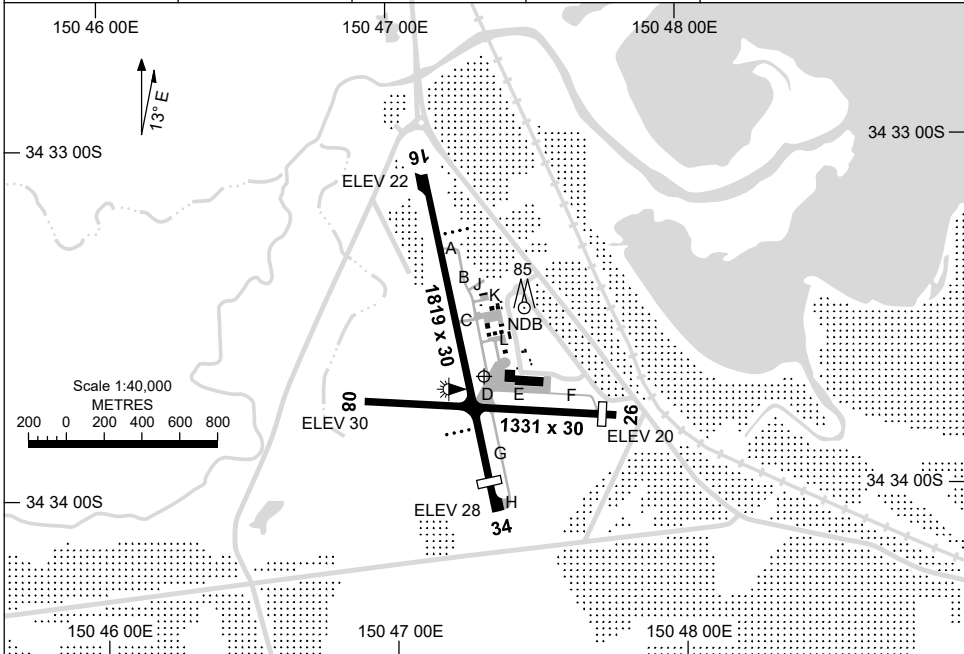 150 46 00E
150 47 00E
150 48 00E
13° E
34 33 00S
34 33 00S
16
ELEV 22
A
B
J
K
85
NDB
C
1819 x 30
L
Scale 1:40,000
METRES
200 0 200 400 600 800
08
D
E
F
26
ELEV 30
1331 x 30
ELEV 20
G
34 34 00S
34 34 00S
ELEV 28
H
34
150 46 00E
150 47 00E
150 48 00E